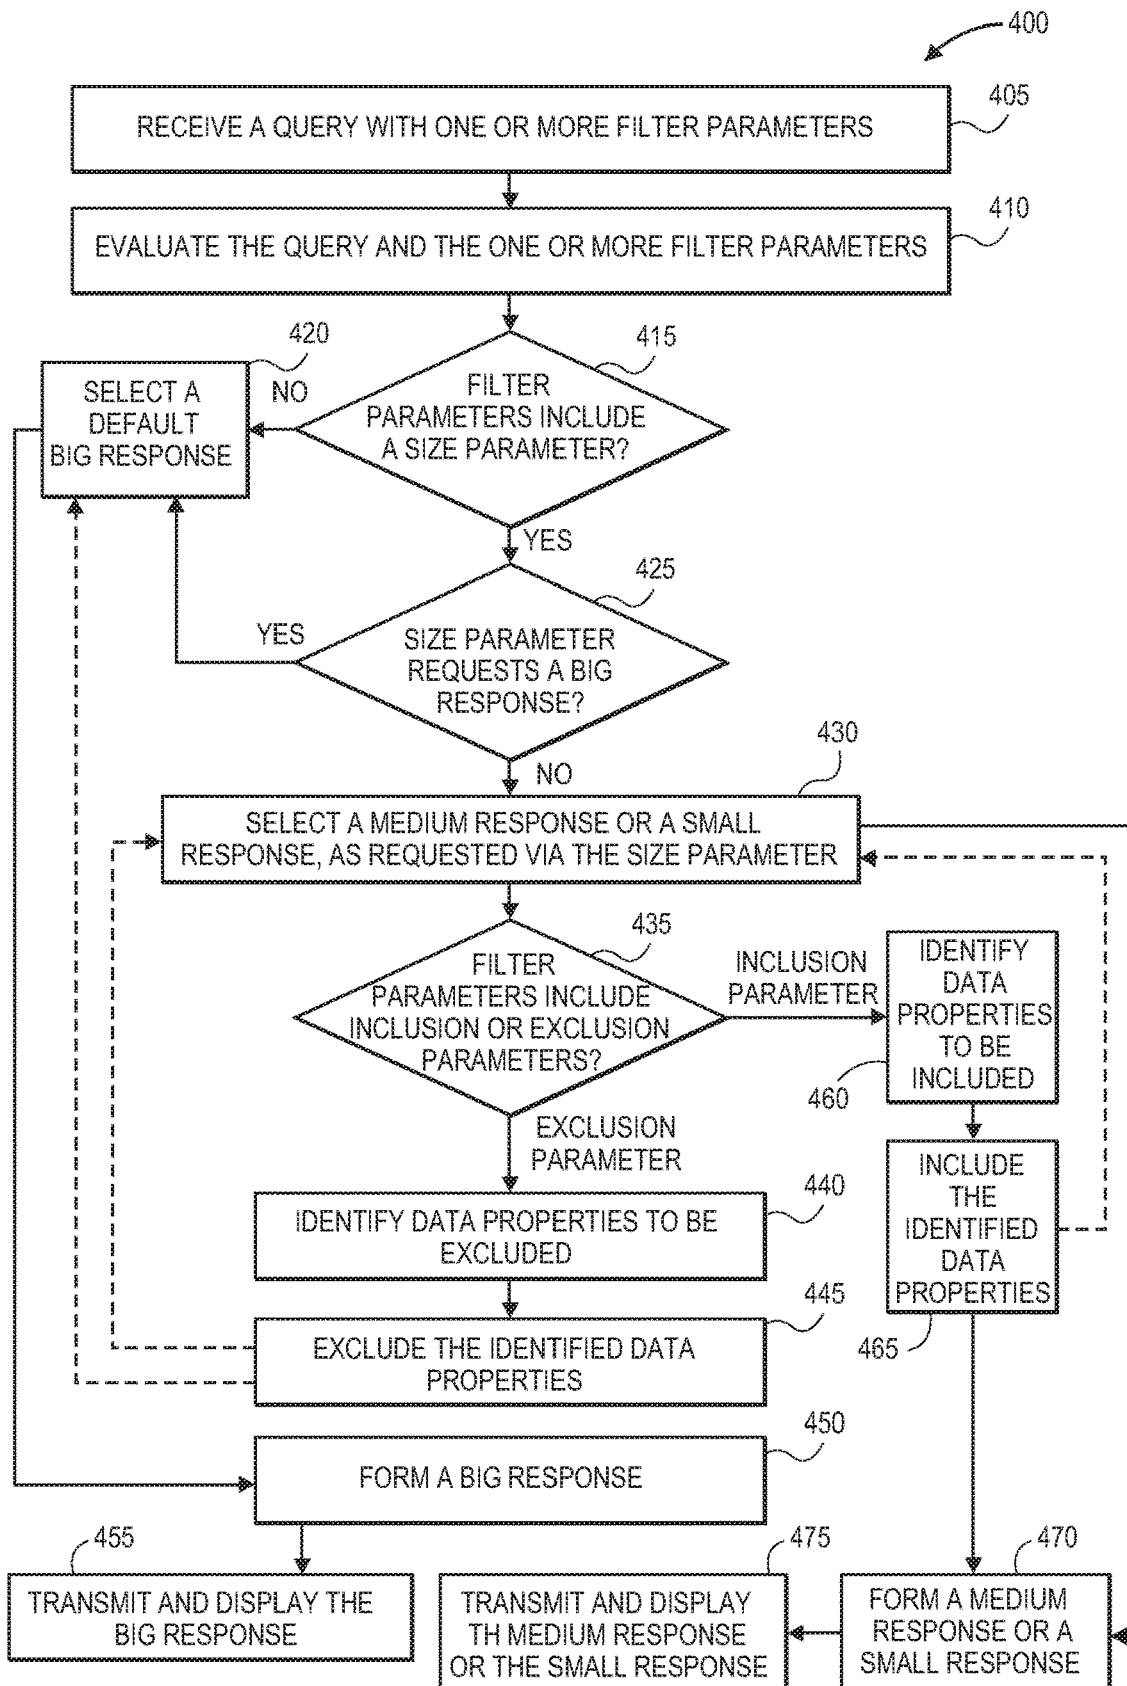 400
405
RECEIVE A QUERY WITH ONE OR MORE FILTER PARAMETERS
410
EVALUATE THE QUERY AND THE ONE OR MORE FILTER PARAMETERS
420
SELECT A
DEFAULT
BIG RESPONSE
NO
415
FILTER
PARAMETERS INCLUDE
A SIZE PARAMETER?
YES
425
YES
SIZE PARAMETER
REQUESTS A BIG
RESPONSE?
NO
430
SELECT A MEDIUM RESPONSE OR A SMALL
RESPONSE, AS REQUESTED VIA THE SIZE PARAMETER
435
FILTER
PARAMETERS INCLUDE
INCLUSION OR EXCLUSION
PARAMETERS?
INCLUSION
PARAMETER
IDENTIFY
DATA
PROPERTIES
TO BE
INCLUDED
460
EXCLUSION
PARAMETER
INCLUDE
THE
IDENTIFIED
DATA
PROPERTIES
465
440
IDENTIFY DATA PROPERTIES TO BE
EXCLUDED
445
EXCLUDE THE IDENTIFIED DATA
PROPERTIES
450
FORM A BIG RESPONSE
455
TRANSMIT AND DISPLAY THE
BIG RESPONSE
475
TRANSMIT AND DISPLAY
TH MEDIUM RESPONSE
OR THE SMALL RESPONSE
470
FORM A MEDIUM
RESPONSE OR A
SMALL RESPONSE